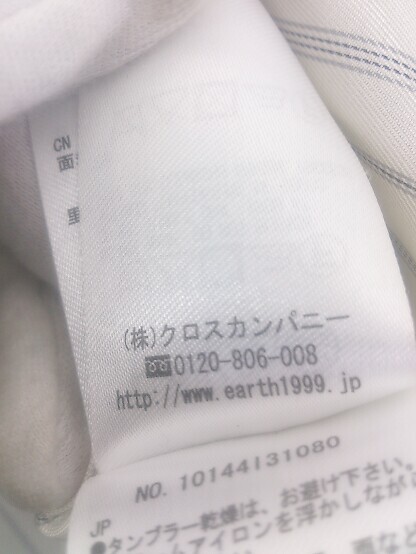 CN
面
里
(株)クロスカンパニー
0120-806-008
http://www.earth1999.jp
NO. 10144131080
JP
●タンブラー乾燥は、お避け下さい。
アイロンを浮かしながら